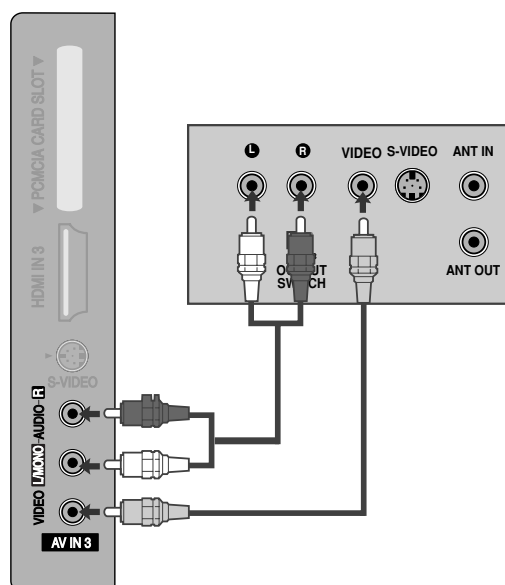 ▼ PCMCIA CARD SLOT ▼
HDMI IN 3
S-VIDEO
VIDEO L/MONO-AUDIO-R
AV IN 3
L R VIDEO S-VIDEO ANT IN
SWITCH
ANT OUT